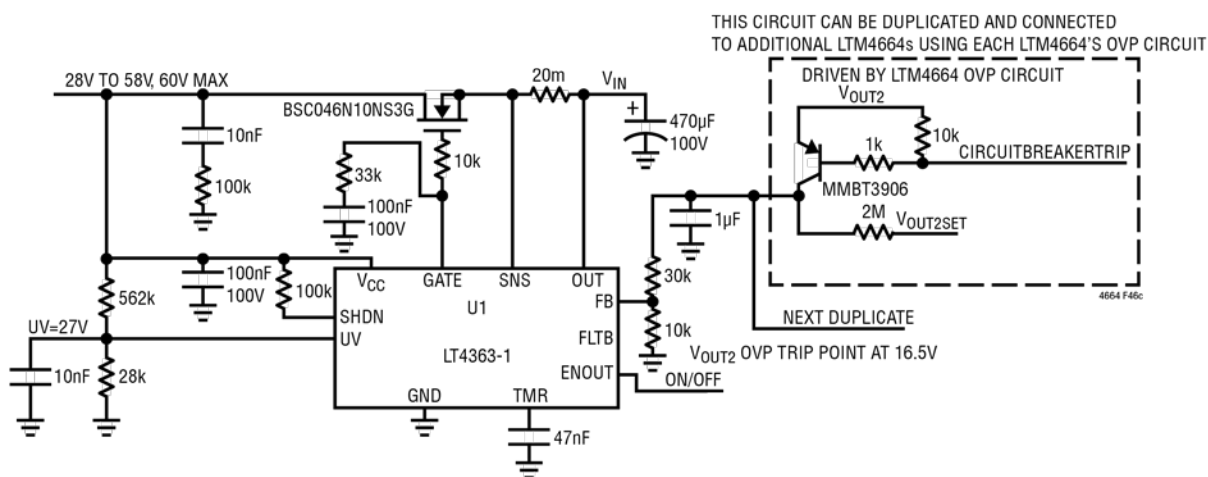 THIS CIRCUIT CAN BE DUPLICATED AND CONNECTED
TO ADDITIONAL LTM4664s USING EACH LTM4664'S OVP CIRCUIT
28V TO 58V, 60V MAX
BSC046N10NS3G
20m
VIN
+
470µF
100V
10nF
100k
33k
100nF
100V
10k
DRIVEN BY LTM4664 OVP CIRCUIT
VOUT2
10k
1k
CIRCUITBREAKERTRIP
MMBT3906
2M
VOUT2SET
1µF
4664 F46c
562k
100nF
100V
100k
VCC
GATE
SNS
OUT
U1
SHDN
FB
30k
10k
UV=27V
UV
LT4363-1
FLTB
NEXT DUPLICATE
VOUT2 OVP TRIP POINT AT 16.5V
10nF
28k
ENOUT
ON/OFF
GND
TMR
47nF